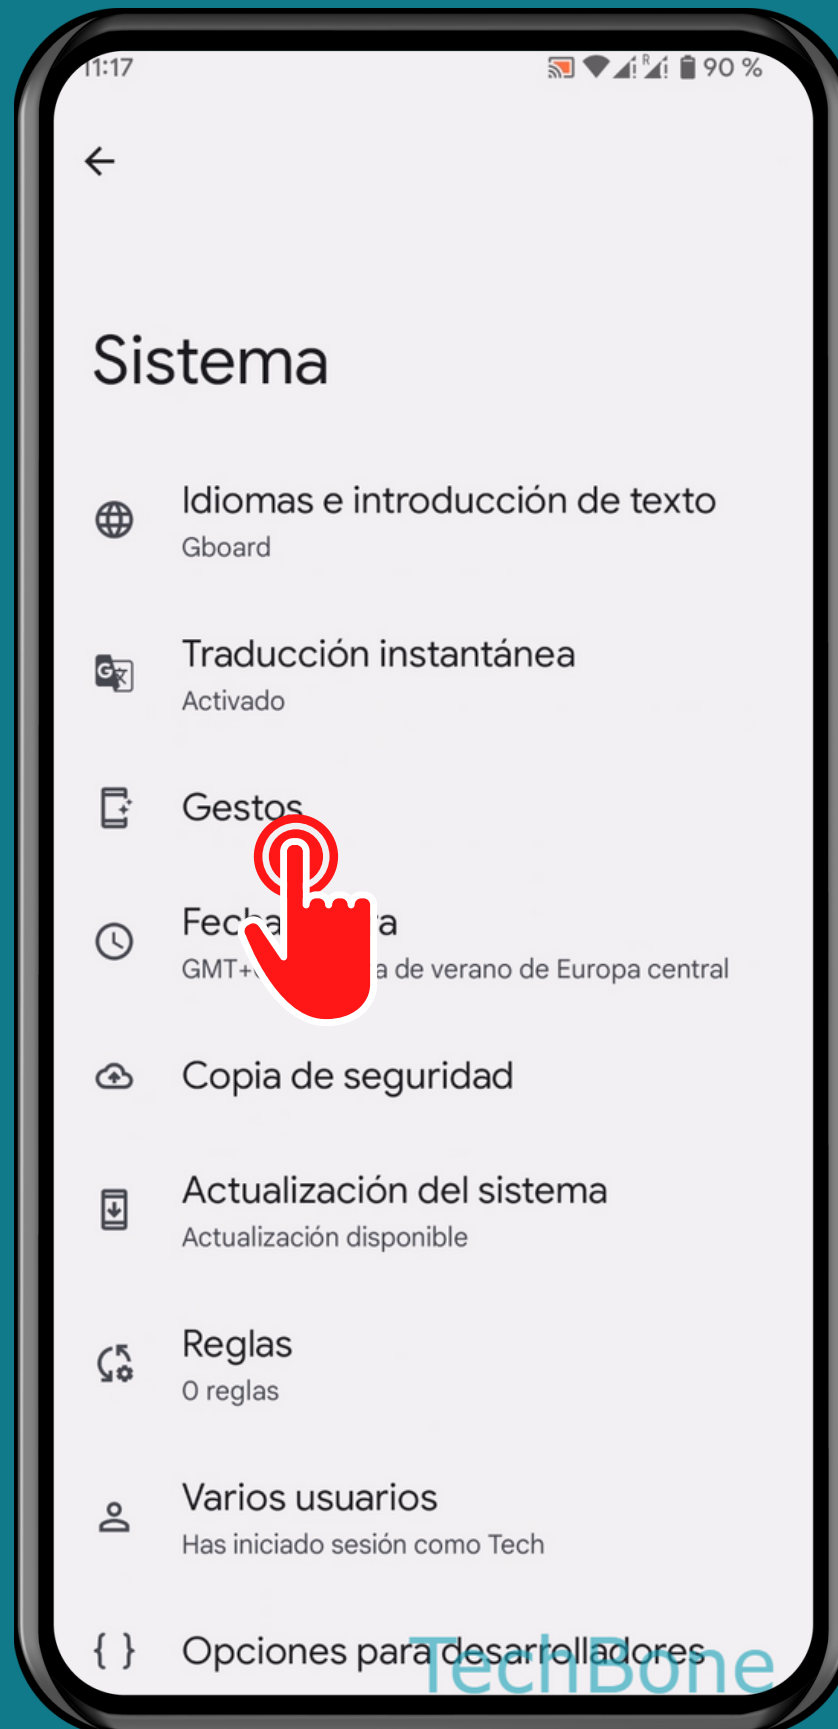 11:17
R
90 %
Sistema
Idiomas e introducción de texto
Gboard
Traducción instantánea
Activado
Gestos
GMT+ de verano de Europa central
Copia de seguridad
Actualización del sistema
Actualización disponible
Reglas
0 reglas
Varios usuarios
Has iniciado sesión como Tech
{ } Opciones para desarrolladores
TechBone